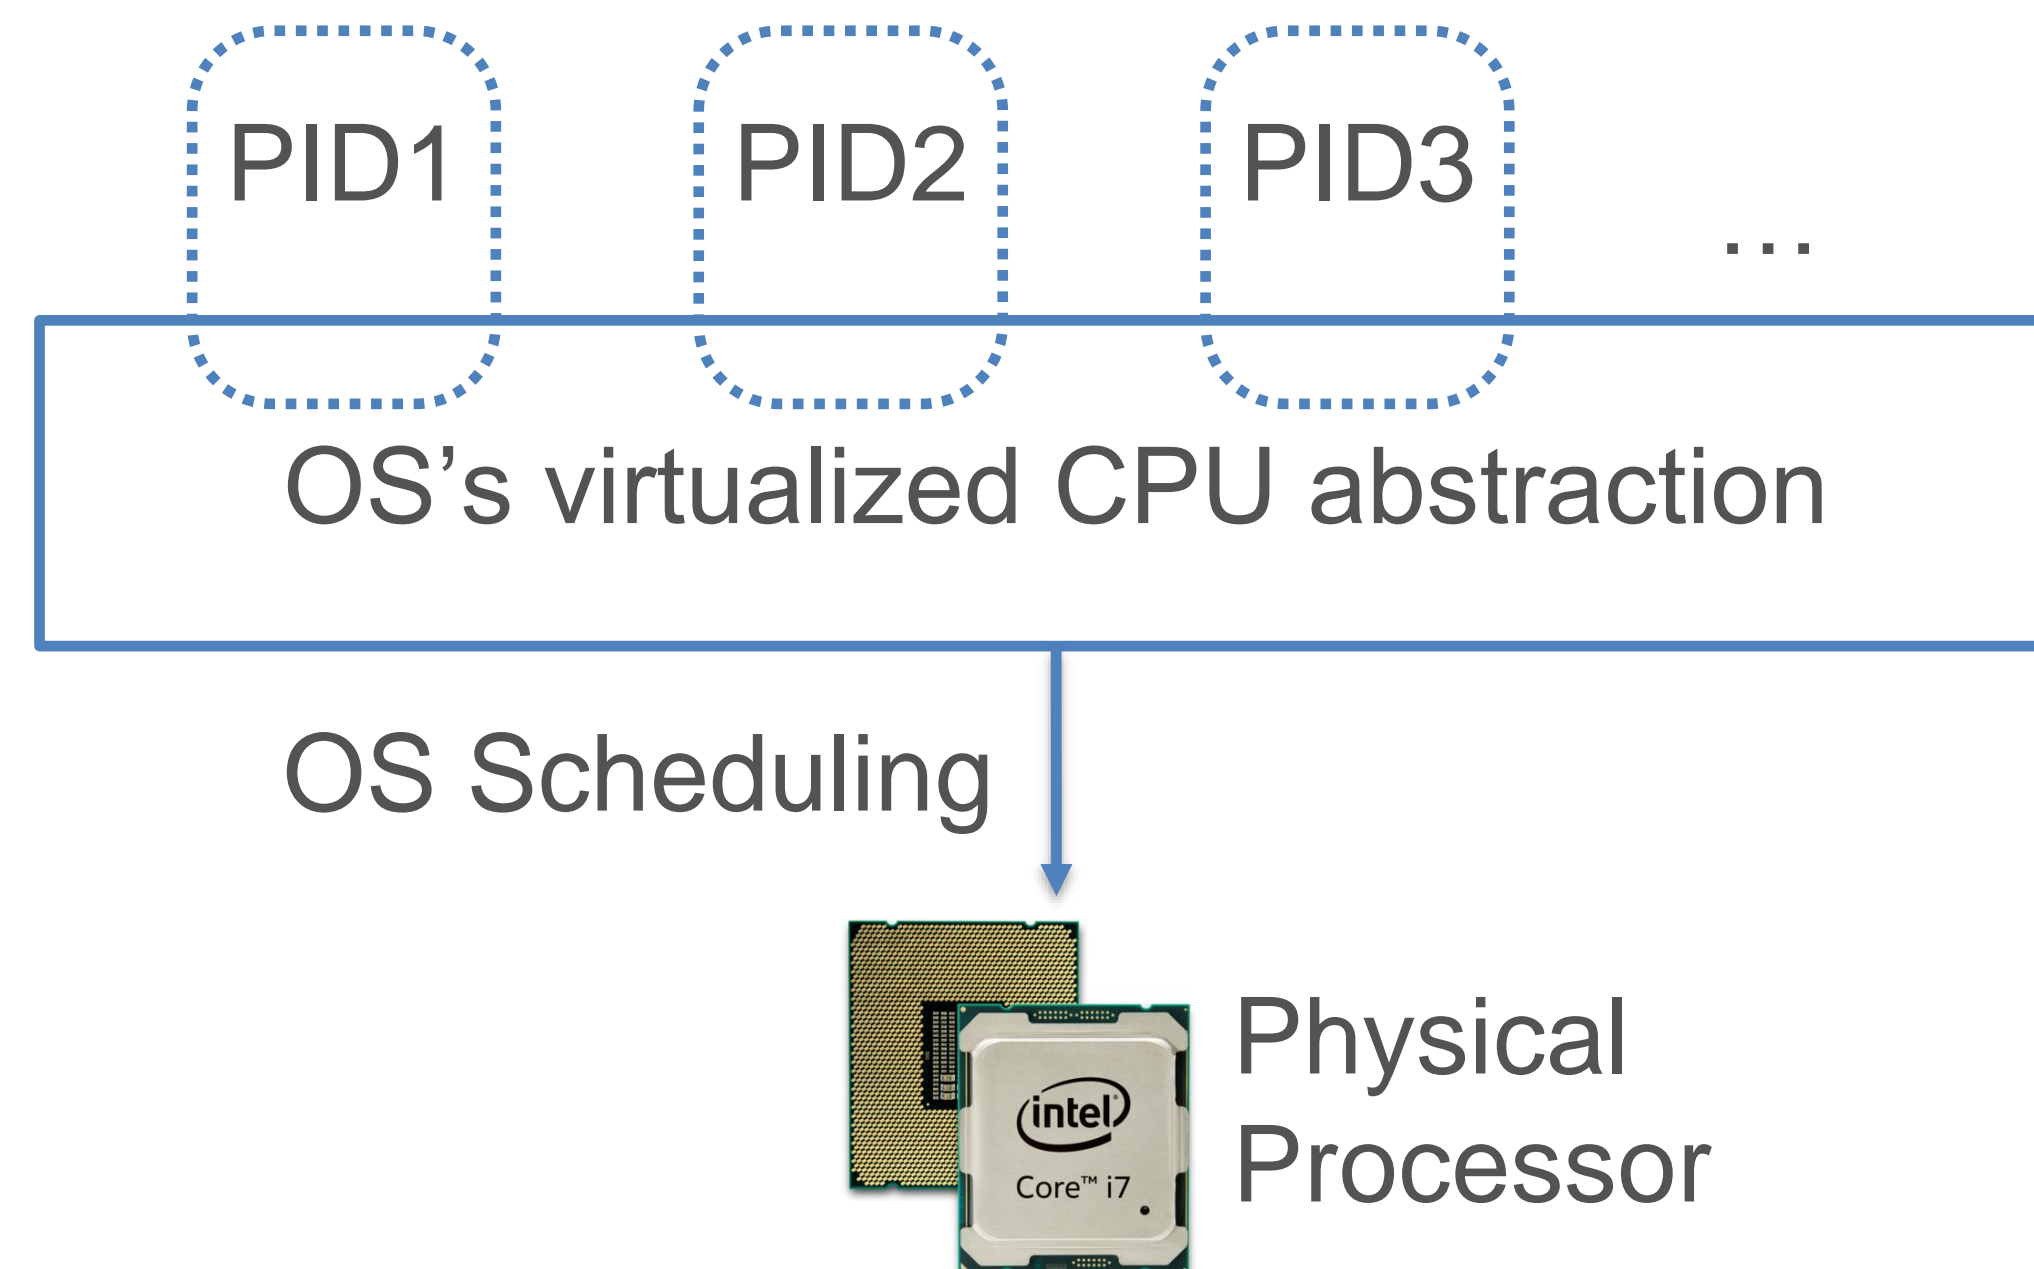 PID1 PID2 PID3
...
OS’s virtualized CPU abstraction
OS Scheduling
Physical
Processor
intel
Core™ i7